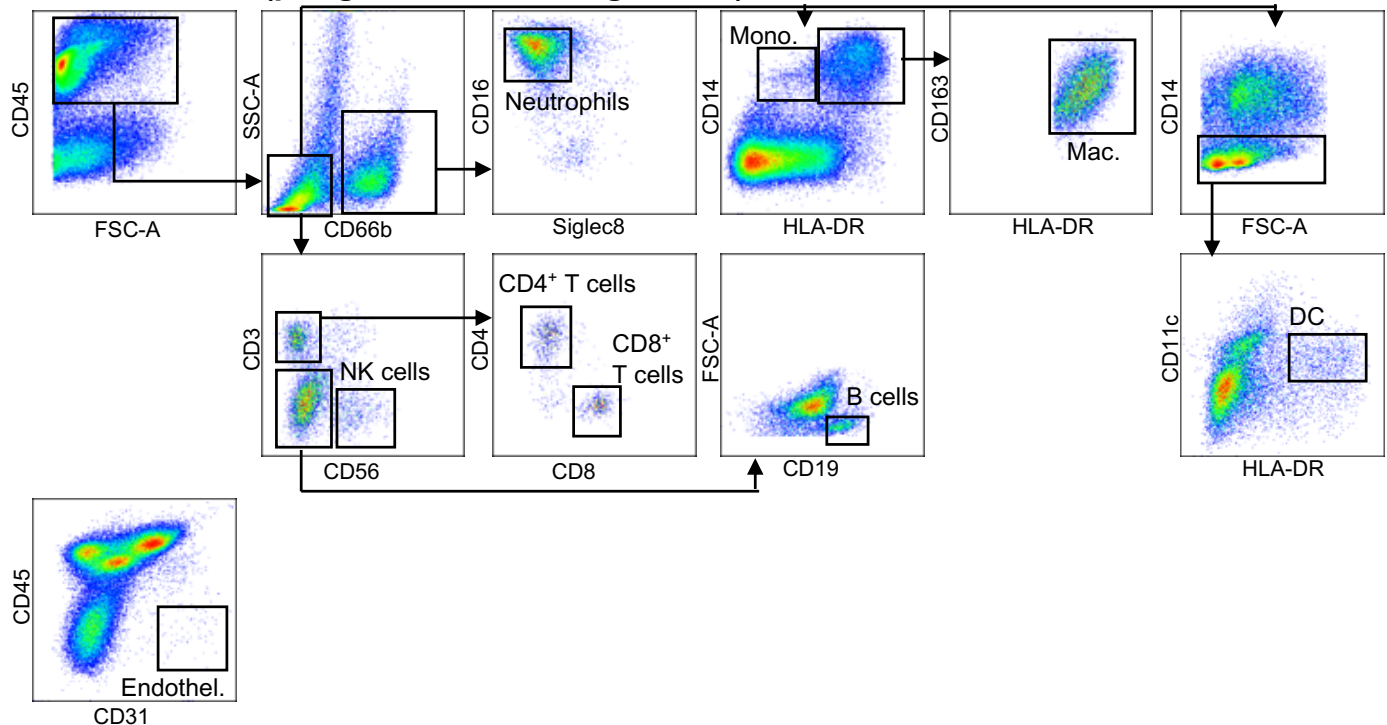 CD45
FSC-A
SSC-A
CD66b
CD16
Neutrophils
Siglec8
Mono.
CD14
HLA-DR
CD163
Mac.
HLA-DR
CD14
FSC-A
CD3
NK cells
CD56
CD4⁺ T cells
CD4
CD8⁺
T cells
CD8
FSC-A
B cells
CD19
DC
CD11c
HLA-DR
CD45
Endothel.
CD31